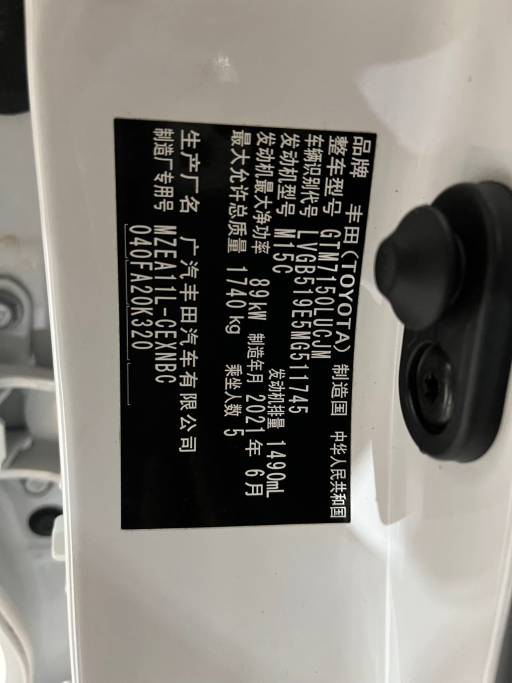 品牌 丰田(TOYOTA) 制造国 中华人民共和国
整车型号 GTM7150LUCJM
车辆识别代号 LVGB519E5MG511745
发动机型号 M15C 发动机排量 1490mL
发动机最大净功率 89kW 制造年月 2021年 6月
最大允许总质量 1740kg 乘坐人数 5
生产厂名 广汽丰田汽车有限公司
制造厂专用号 MZEA11L-CEXNBC
040FA20K320